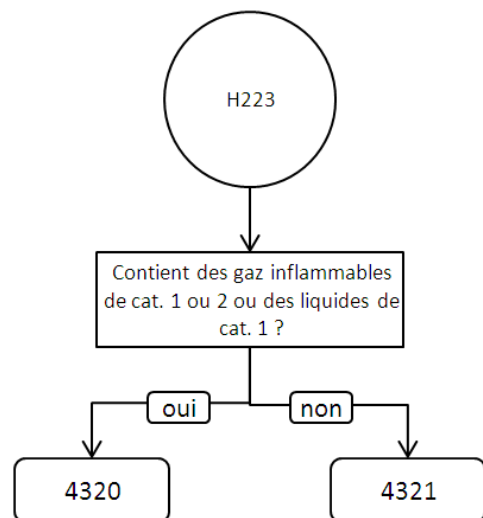 H223
Contient des gaz inflammables
de cat. 1 ou 2 ou des liquides de
cat. 1 ?
oui
non
4320
4321